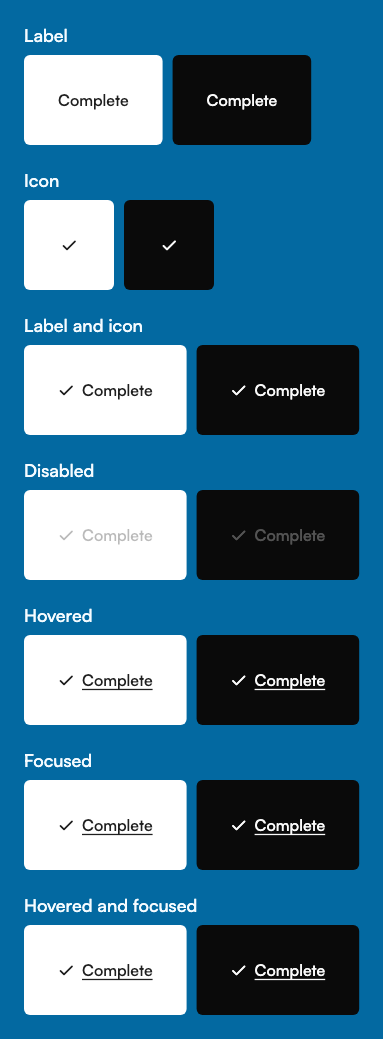 Label
Complete Complete
Icon
Label and icon
Complete Complete
Disabled
Complete Complete
Hovered
Complete Complete
Focused
Complete Complete
Hovered and focused
Complete Complete